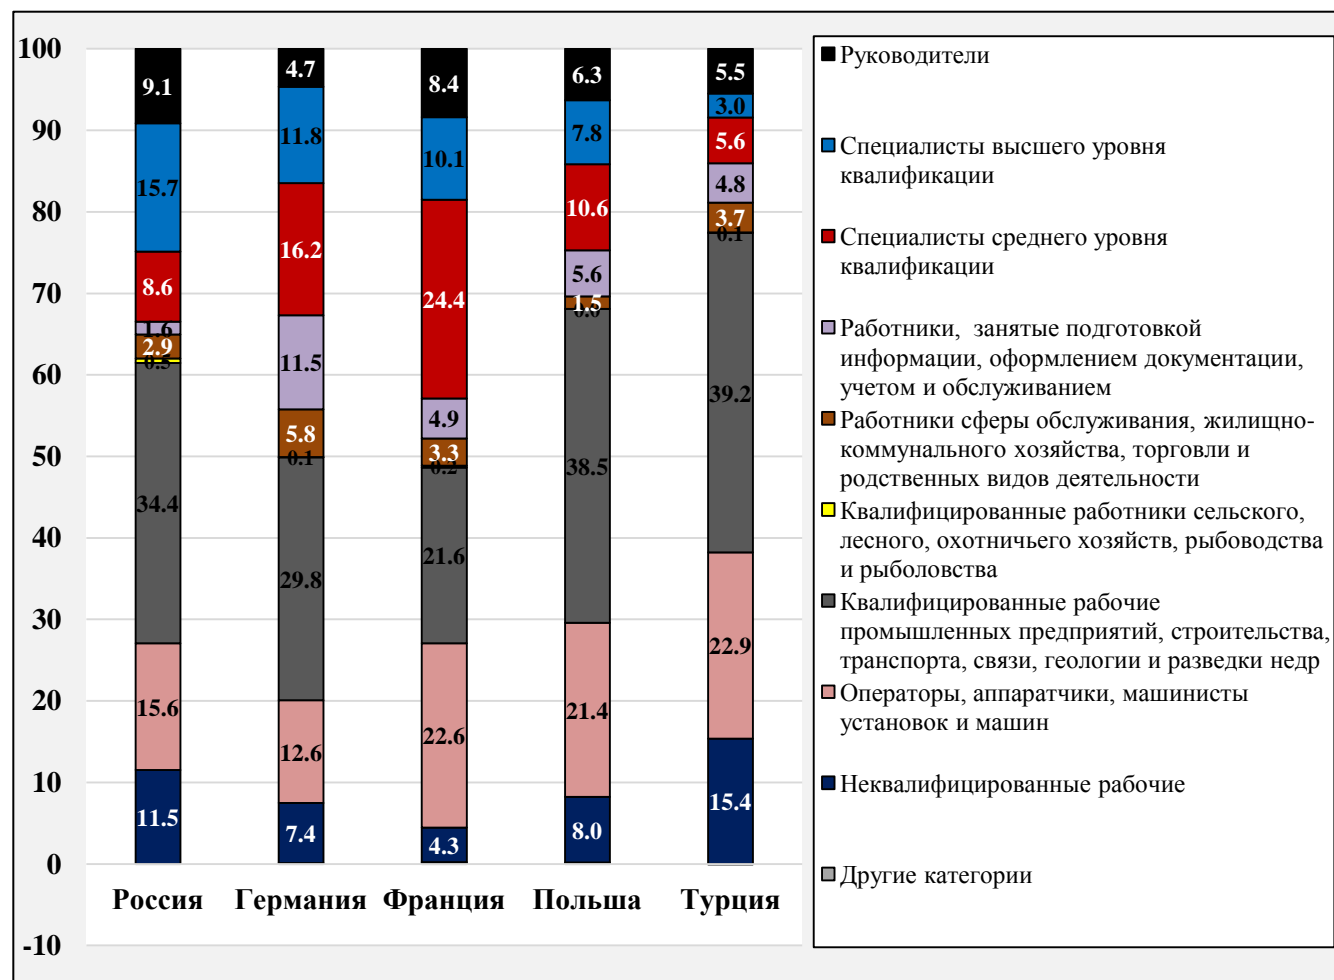 100
90
80
70
60
50
40
30
20
10
0
-10
9.1
15.7
8.6
1.6
2.9
0.5
34.4
15.6
11.5
4.7
11.8
16.2
11.5
5.8
0.1
29.8
12.6
7.4
8.4
10.1
24.4
4.9
3.3
0.2
21.6
22.6
4.3
6.3
7.8
10.6
5.6
1.5
0.0
38.5
21.4
8.0
5.5
3.0
5.6
4.8
3.7
0.1
39.2
22.9
15.4
Россия Германия Франция Польша Турция
Руководители
Специалисты высшего уровня
квалификации
Специалисты среднего уровня
квалификации
Работники, занятые подготовкой
информации, оформлением документации,
учетом и обслуживанием
Работники сферы обслуживания, жилищно-
коммунального хозяйства, торговли и
родственных видов деятельности
Квалифицированные работники сельского,
лесного, охотничьего хозяйств, рыбоводства
и рыболовства
Квалифицированные рабочие
промышленных предприятий, строительства,
транспорта, связи, геологии и разведки недр
Операторы, аппаратчики, машинисты
установок и машин
Неквалифицированные рабочие
Другие категории